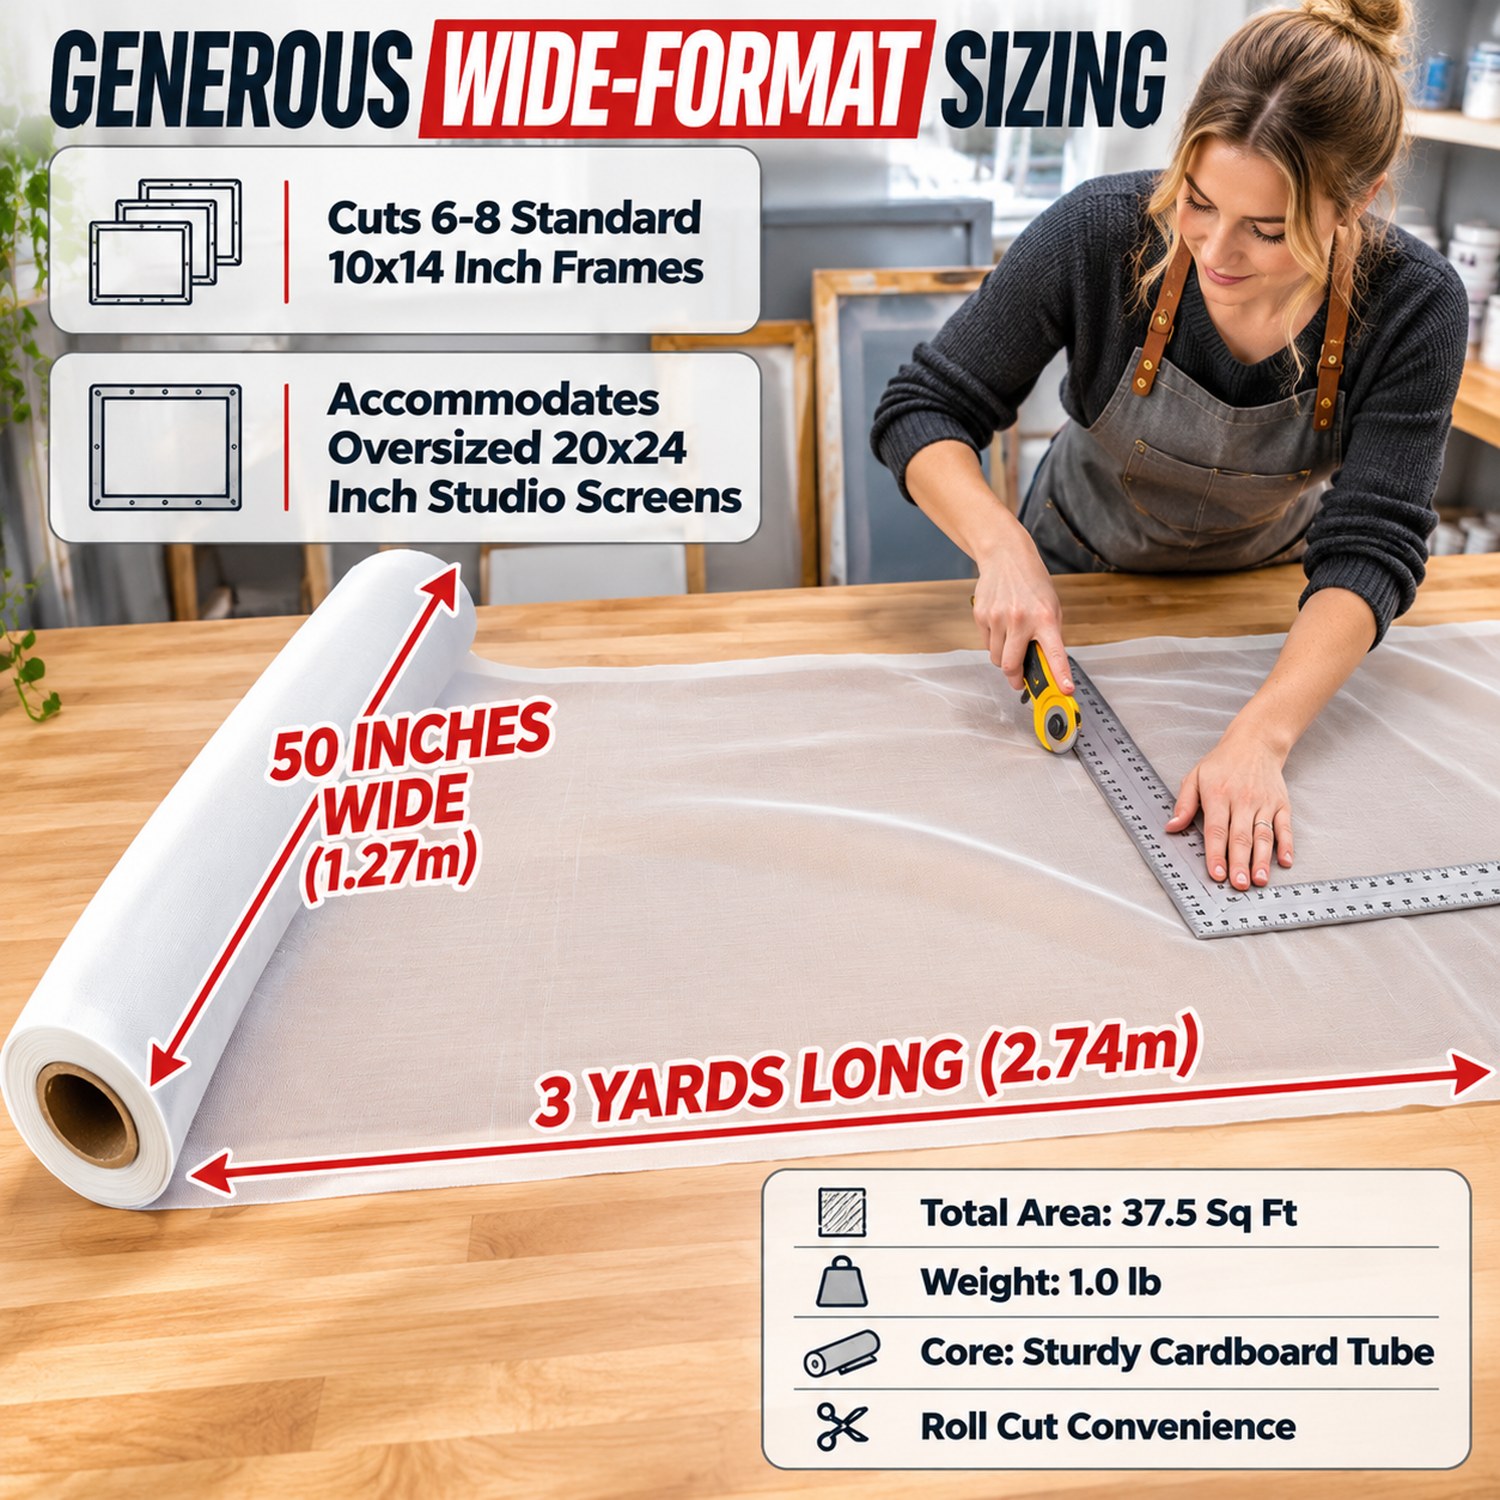 GENEROUS WIDE-FORMAT SIZING
Cuts 6-8 Standard
10x14 Inch Frames
Accommodates
Oversized 20x24
Inch Studio Screens
50 INCHES
WIDE
(1.27m)
3 YARDS LONG (2.74m)
Total Area: 37.5 Sq Ft
Weight: 1.0 lb
Core: Sturdy Cardboard Tube
Roll Cut Convenience